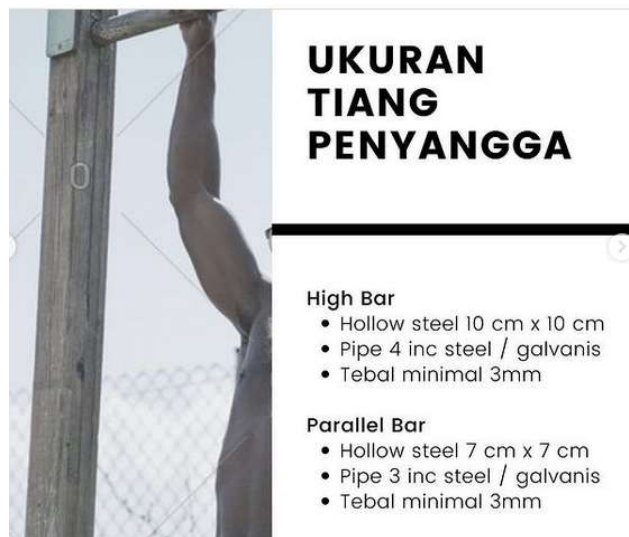 UKURAN
TIANG
PENYANGGA
High Bar
• Hollow steel 10 cm x 10 cm
• Pipe 4 inc steel / galvanis
• Tebal minimal 3mm
Parallel Bar
• Hollow steel 7 cm x 7 cm
• Pipe 3 inc steel / galvanis
• Tebal minimal 3mm